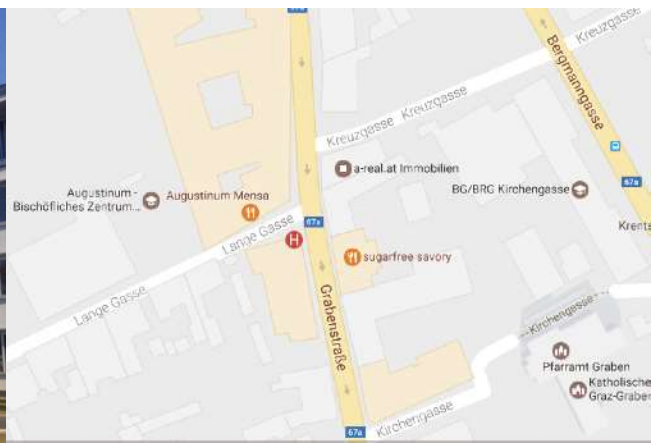 67a
Kreuzgasse
Bergmanngasse
Kreuzgasse Kreuzgasse
a-real.at Immobilien
Augustinum -
Bischöfliches Zentrum...
Augustinum Mensa
BG/BRG Kirchengasse
67a
Lange Gasse
67a
Krents
H
sugarfree savory
Lange Gasse
Grabenstraße
Kirchengasse
Pfarramt Graben
Katholische
Graz-Graben
67a
Kirchengasse